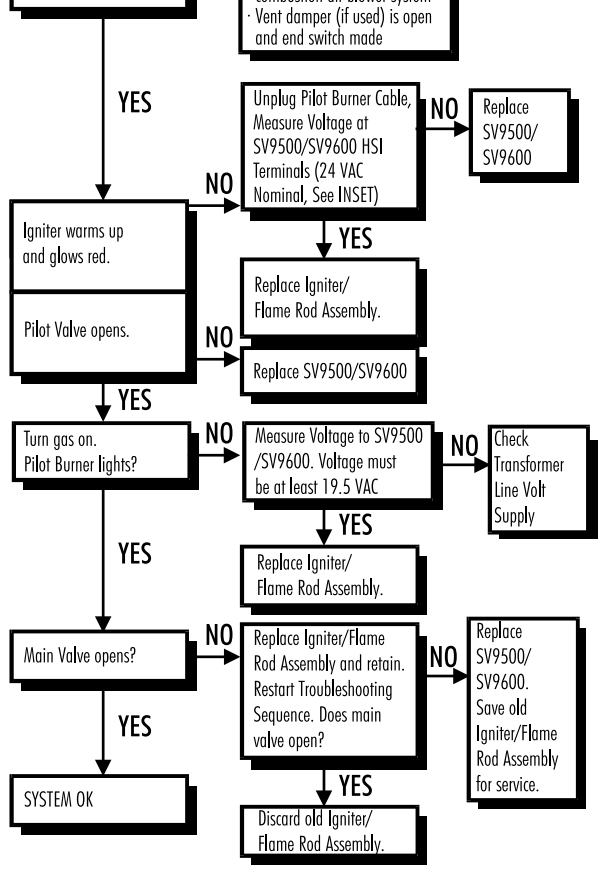 combustion air blower system
· Vent damper (if used) is open
and end switch made
YES
Unplug Pilot Burner Cable,
Measure Voltage at
SV9500/SV9600 HSI
Terminals (24 VAC
Nominal, See INSET)
NO
Replace
SV9500/
SV9600
NO
Igniter warms up
and glows red.
YES
Replace Igniter/
Flame Rod Assembly.
Pilot Valve opens.
NO
Replace SV9500/SV9600
YES
Turn gas on.
Pilot Burner lights?
NO
Measure Voltage to SV9500
/SV9600. Voltage must
be at least 19.5 VAC
NO
Check
Transformer
Line Volt
Supply
YES
YES
Replace Igniter/
Flame Rod Assembly.
Main Valve opens?
NO
Replace Igniter/Flame
Rod Assembly and retain.
Restart Troubleshooting
Sequence. Does main
valve open?
NO
Replace
SV9500/
SV9600.
Save old
Igniter/Flame
Rod Assembly
for service.
YES
YES
SYSTEM OK
Discard old Igniter/
Flame Rod Assembly.